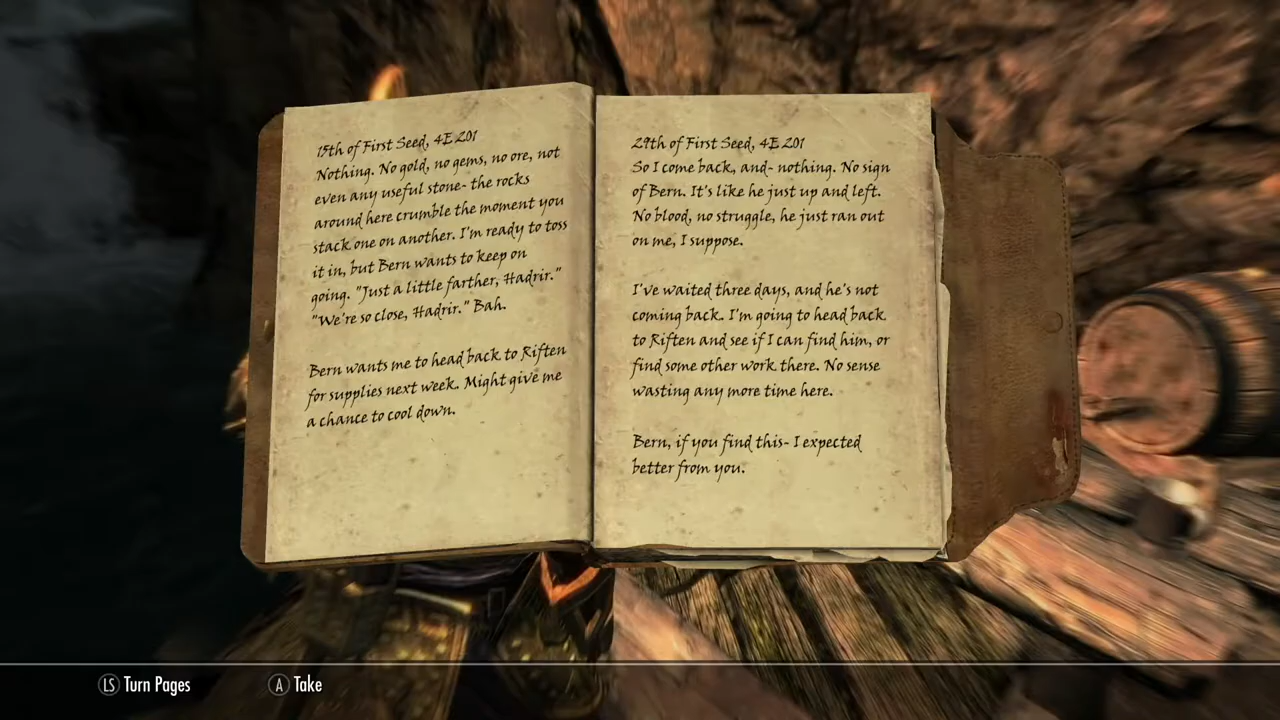 15th of First Seed, 4E 201
Nothing. No gold, no gems, no ore, not
even any useful stone- the rocks
around here crumble the moment you
stack one on another. I'm ready to toss
it in, but Bern wants to keep on
going. "Just a little farther, Hadrir."
"We're so close, Hadrir." Bah.
Bern wants me to head back to Riften
for supplies next week. Might give me
a chance to cool down.
29th of First Seed, 4E 201
So I come back, and- nothing. No sign
of Bern. It's like he just up and left.
No blood, no struggle, he just ran out
on me, I suppose.
I've waited three days, and he's not
coming back. I'm going to head back
to Riften and see if I can find him, or
find some other work there. No sense
wasting any more time here.
Bern, if you find this- I expected
better from you.
LS Turn Pages
A Take